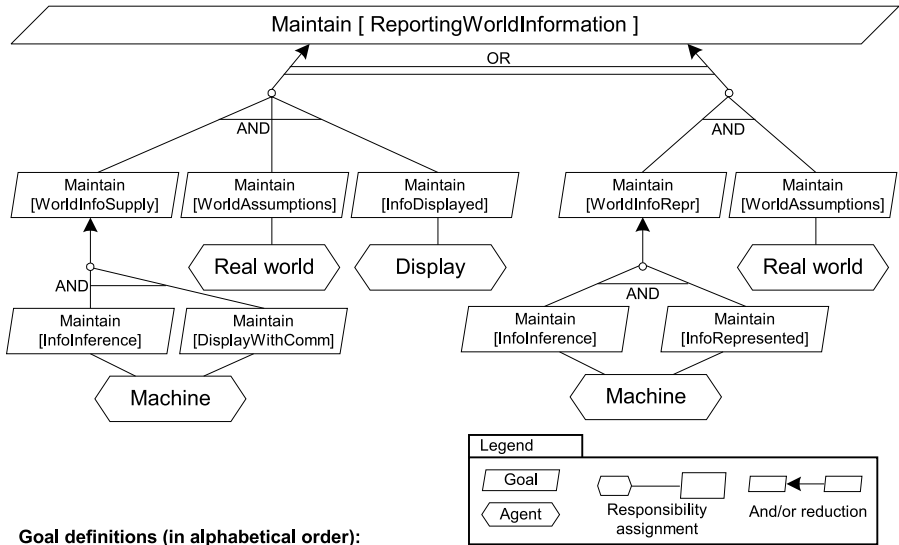 Maintain [ ReportingWorldInformation ]
OR
AND
AND
Maintain
[WorldInfoSupply]
Maintain
[WorldAssumptions]
Maintain
[InfoDisplayed]
Maintain
[WorldInfoRepr]
Maintain
[WorldAssumptions]
Real world
Display
Real world
AND
AND
Maintain
[InfoInference]
Maintain
[DisplayWithComm]
Maintain
[InfoInference]
Maintain
[InfoRepresented]
Machine
Machine
Legend
Goal
Agent
Responsibility
assignment
And/or reduction
Goal definitions (in alphabetical order):